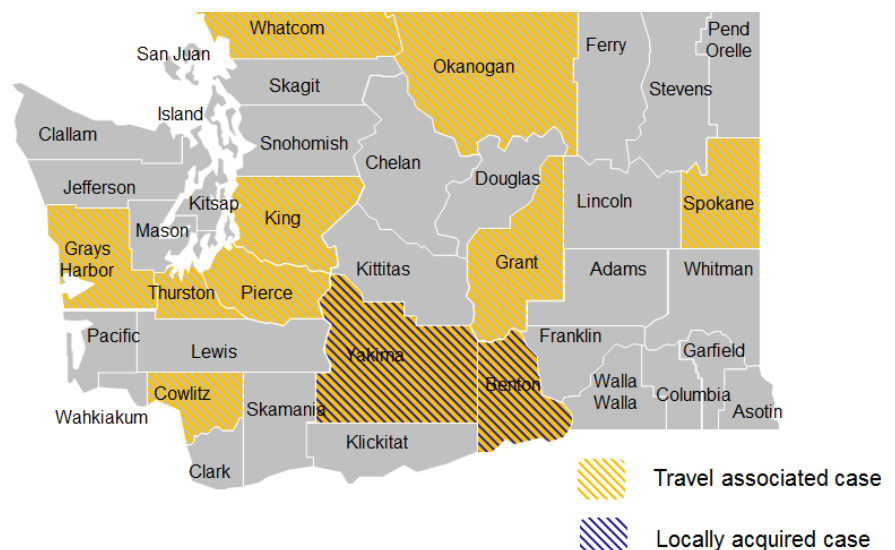 Whatcom
Pend
Orelle
San Juan
Okanogan
Ferry
Skagit
Stevens
Island
Clallam
Snohomish
Chelan
Douglas
Jefferson
Kitsap
Lincoln
Spokane
King
Mason
Grays
Harbor
Kittitas
Grant
Adams
Whitman
Thurston
Pierce
Pacific
Franklin
Lewis
Yakima
Garfield
Benton
Walla
Walla
Cowlitz
Columbia
Wahkiakum
Skamania
Asotin
Klickitat
Clark
Travel associated case
Locally acquired case